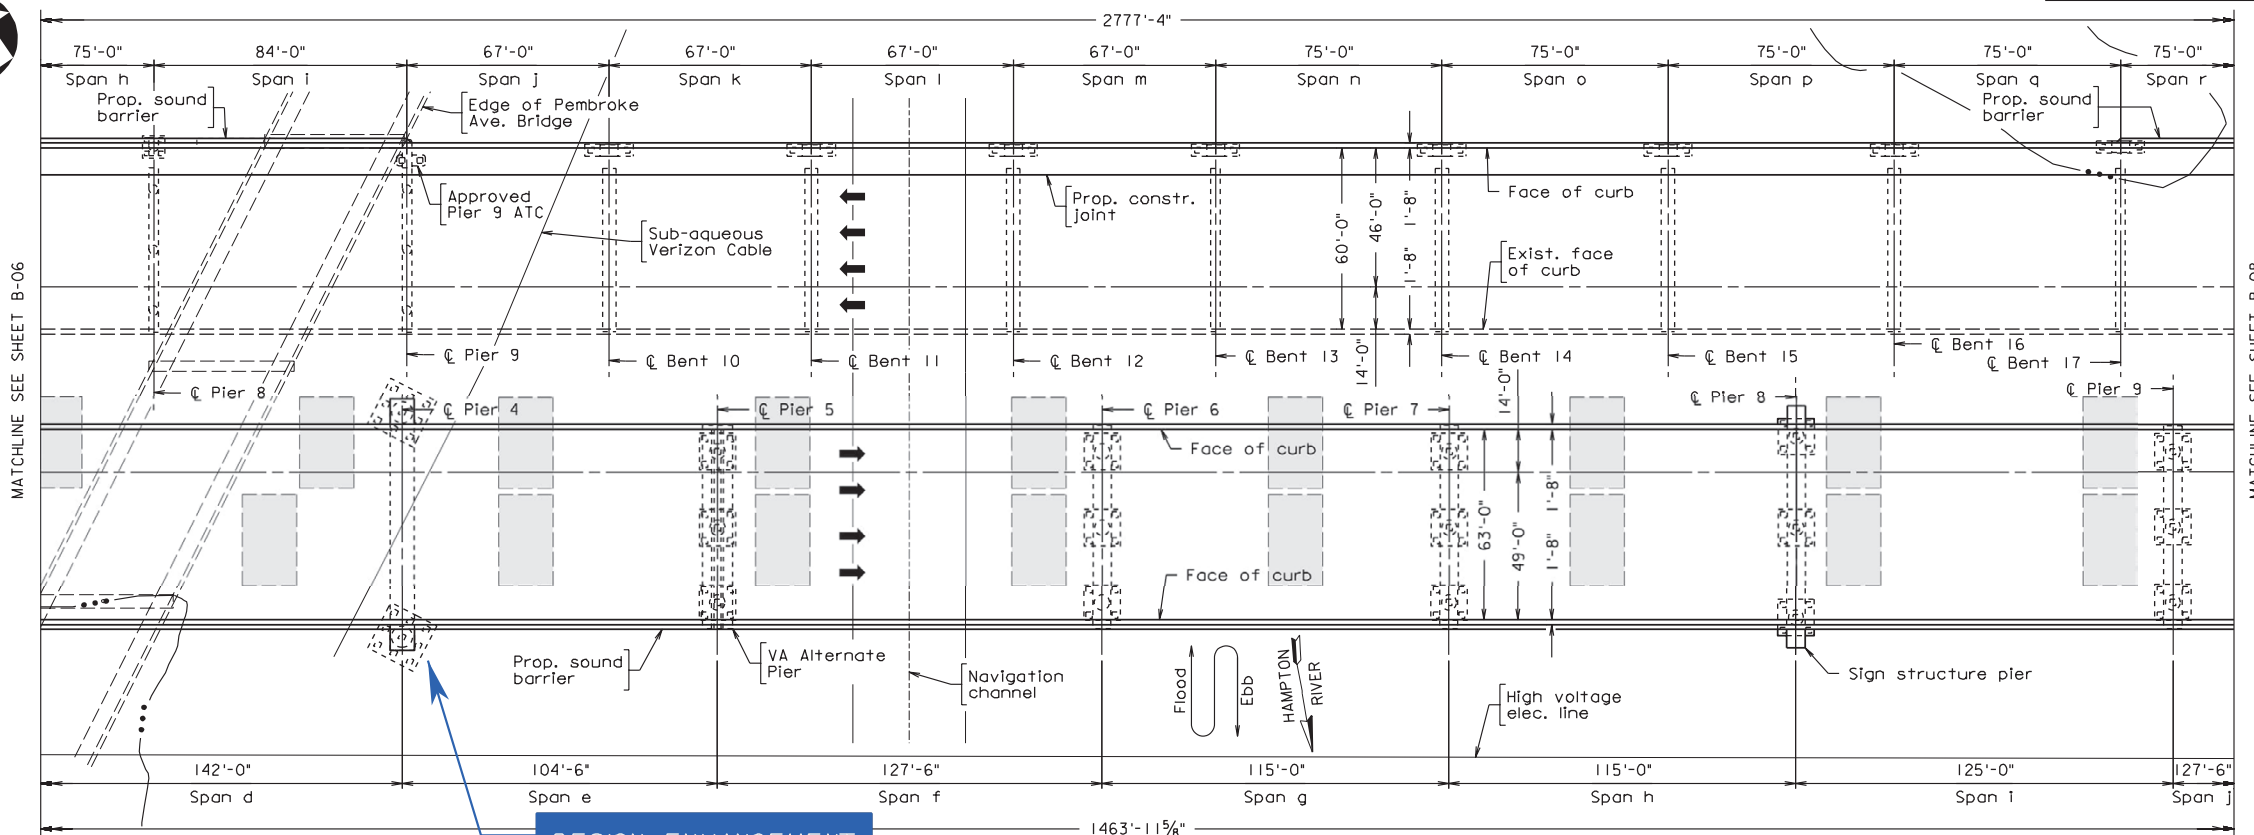 2777'-4"
75'-0" 84'-0" 67'-0" 67'-0" 67'-0" 67'-0" 75'-0" 75'-0" 75'-0" 75'-0" 75'-0"
Span h Span i Span j Span k Span l Span m Span n Span o Span p Span q Span r
Prop. sound
barrier
Edge of Pembroke
Ave. Bridge
Prop. sound
barrier
Approved
Pier 9 ATC
Sub-aqueous
Verizon Cable
Prop. constr.
joint
60'-0"
46'-0"
1'-8"
1'-8"
14'-0"
Face of curb
Exist. face
of curb
MATCHLINE SEE SHEET B-06
℄ Pier 8
℄ Pier 9
℄ Bent 10
℄ Bent 11
℄ Bent 12
℄ Bent 13
℄ Bent 14
℄ Bent 15
℄ Bent 16
℄ Bent 17
℄ Pier 4
℄ Pier 5
℄ Pier 6
℄ Pier 7
℄ Pier 8
℄ Pier 9
14'-0"
Face of curb
63'-0"
49'-0"
1'-8"
1'-8"
Face of curb
Prop. sound
barrier
VA Alternate
Pier
Navigation
channel
Flood
Ebb
HAMPTON
RIVER
High voltage
elec. line
Sign structure pier
142'-0" 104'-6" 127'-6" 115'-0" 115'-0" 125'-0" 127'-6"
Span d Span e Span f Span g Span h Span i Span j
1463'-11⅝"
DESIGN ENHANCEMENT